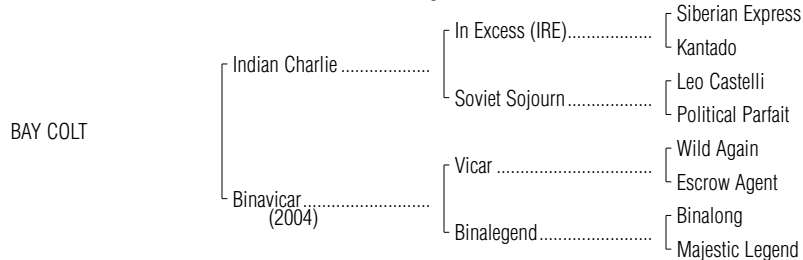 Siberian Express
In Excess (IRE)...................
Kantado
Indian Charlie ....................
Leo Castelli
Soviet Sojourn...................
Political Parfait
BAY COLT
Wild Again
Vicar ...................................
Escrow Agent
Binavicar............................
(2004)
Binalong
Binalegend.........................
Majestic Legend